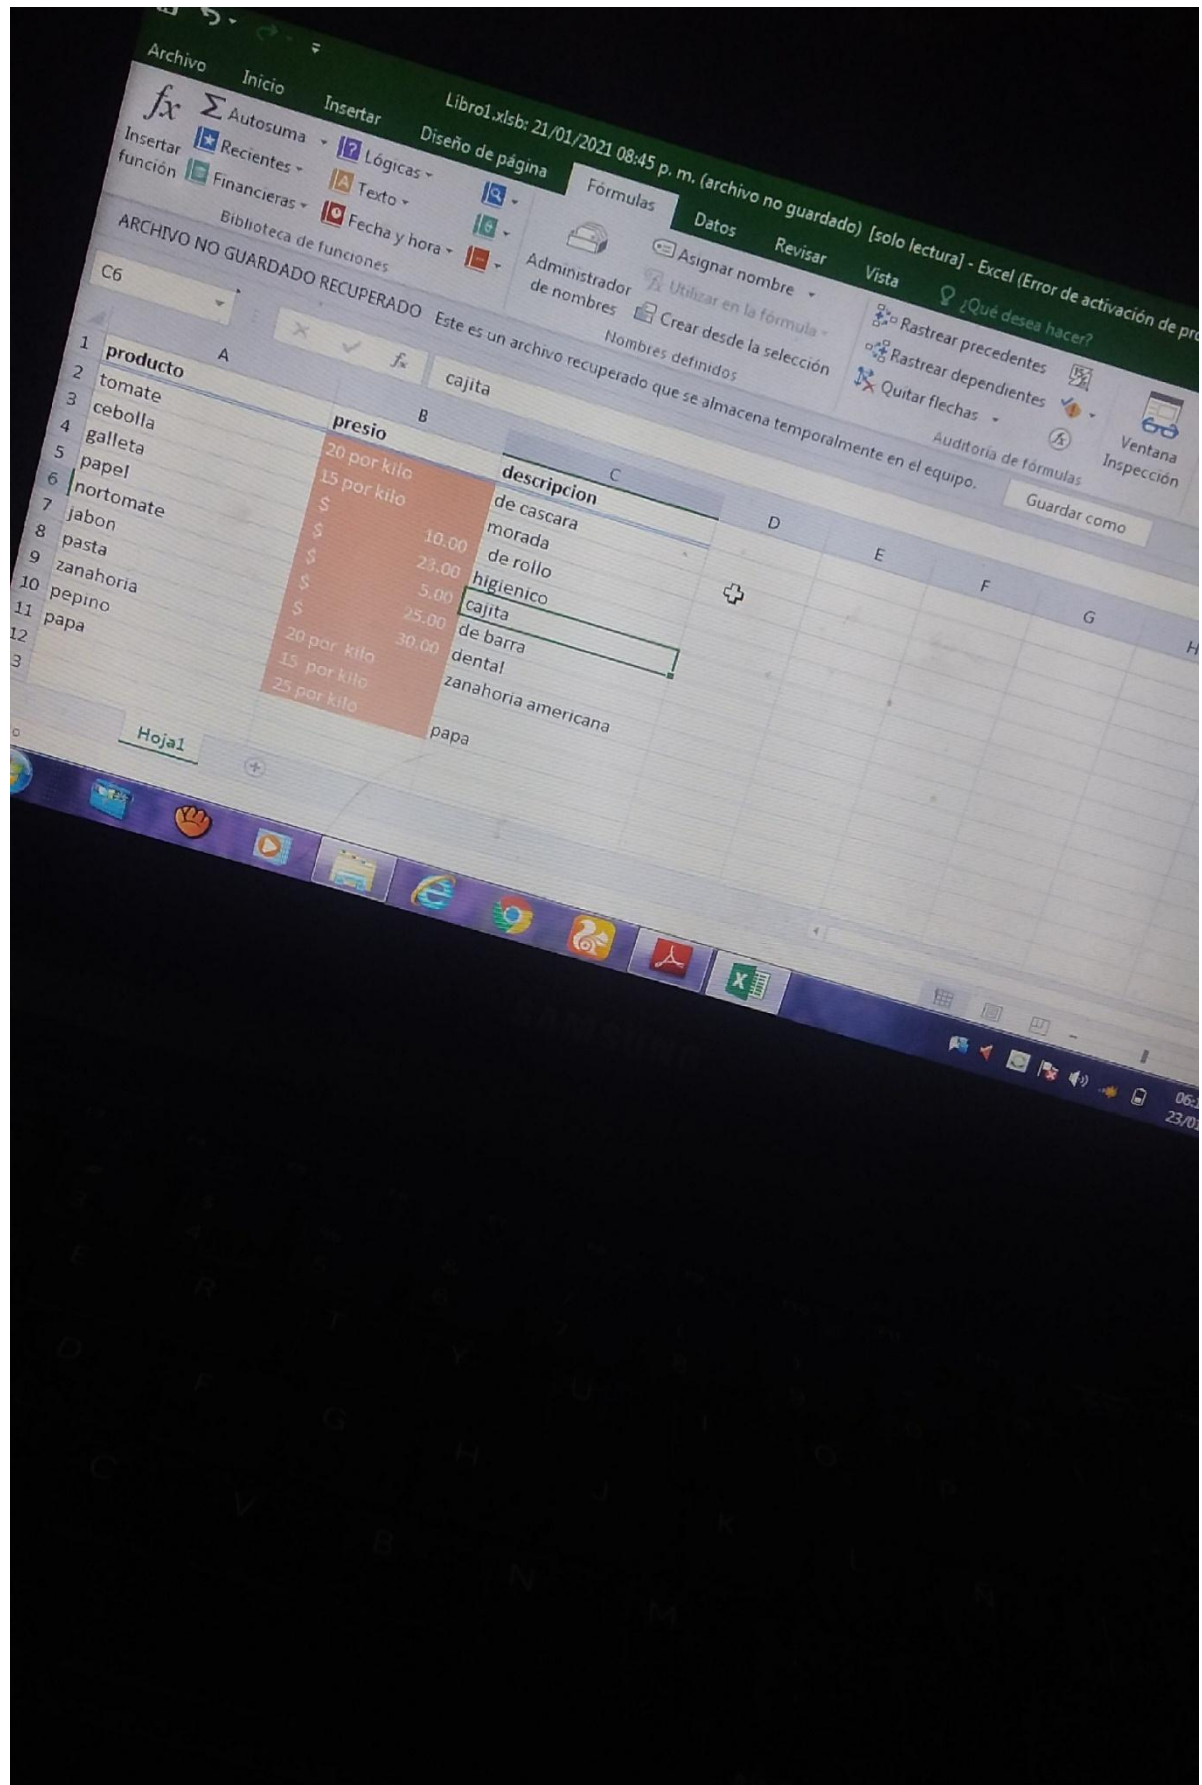 Libro1.xlsb: 21/01/2021 08:45 p. m. (archivo no guardado) [solo lectura] - Excel (Error de activación de pro
Archivo Inicio Insertar Diseño de página Fórmulas Datos Revisar Vista ¿Qué desea hacer?
fx Σ Autosuma Lógicas Asignar nombre Rastrear precedentes
Insertar función Recientes Texto Administrador de nombres Utilizar en la fórmula Rastrear dependientes Ventana Inspección
Financieras Fecha y hora Crear desde la selección Quitar flechas
Biblioteca de funciones Nombres definidos Auditoría de fórmulas
ARCHIVO NO GUARDADO RECUPERADO Este es un archivo recuperado que se almacena temporalmente en el equipo. Guardar como
C6 fx cajita
A B C D E F G H
1 producto presio descripcion
2 tomate 20 por kilo de cascara
3 cebolla 15 por kilo morada
4 galleta $ 10.00 de rollo
5 papel $ 23.00 higienico
6 nortomate $ 5.00 cajita
7 jabon $ 25.00 de barra
8 pasta $ 30.00 dental
9 zanahoria 20 por kilo zanahoria americana
10 pepino 15 por kilo
11 papa 25 por kilo papa
12
3
Hoja1
06:1
23/01
SAMSUNG
E R T Y U I O P
D F G H J K L Ñ
C V B N M